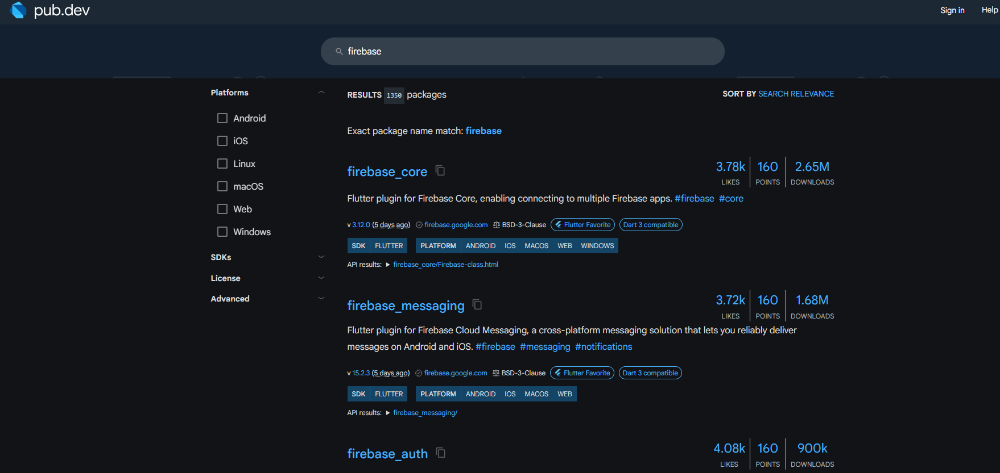 pub.dev
Sign in
Help
firebase
Platforms
Android
iOS
Linux
macOS
Web
Windows
SDKs
License
Advanced
RESULTS 1350 packages
SORT BY SEARCH RELEVANCE
Exact package name match: firebase
firebase_core
3.78k 160 2.65M
LIKES POINTS DOWNLOADS
Flutter plugin for Firebase Core, enabling connecting to multiple Firebase apps. #firebase #core
v 3.12.0 (5 days ago) firebase.google.com BSD-3-Clause Flutter Favorite Dart 3 compatible
SDK FLUTTER PLATFORM ANDROID IOS MACOS WEB WINDOWS
API results: ▶ firebase_core/Firebase-class.html
firebase_messaging
3.72k 160 1.68M
LIKES POINTS DOWNLOADS
Flutter plugin for Firebase Cloud Messaging, a cross-platform messaging solution that lets you reliably deliver
messages on Android and iOS. #firebase #messaging #notifications
v 15.2.3 (5 days ago) firebase.google.com BSD-3-Clause Flutter Favorite Dart 3 compatible
SDK FLUTTER PLATFORM ANDROID IOS MACOS WEB
API results: ▶ firebase_messaging/
firebase_auth
4.08k 160 900k
LIKES POINTS DOWNLOADS